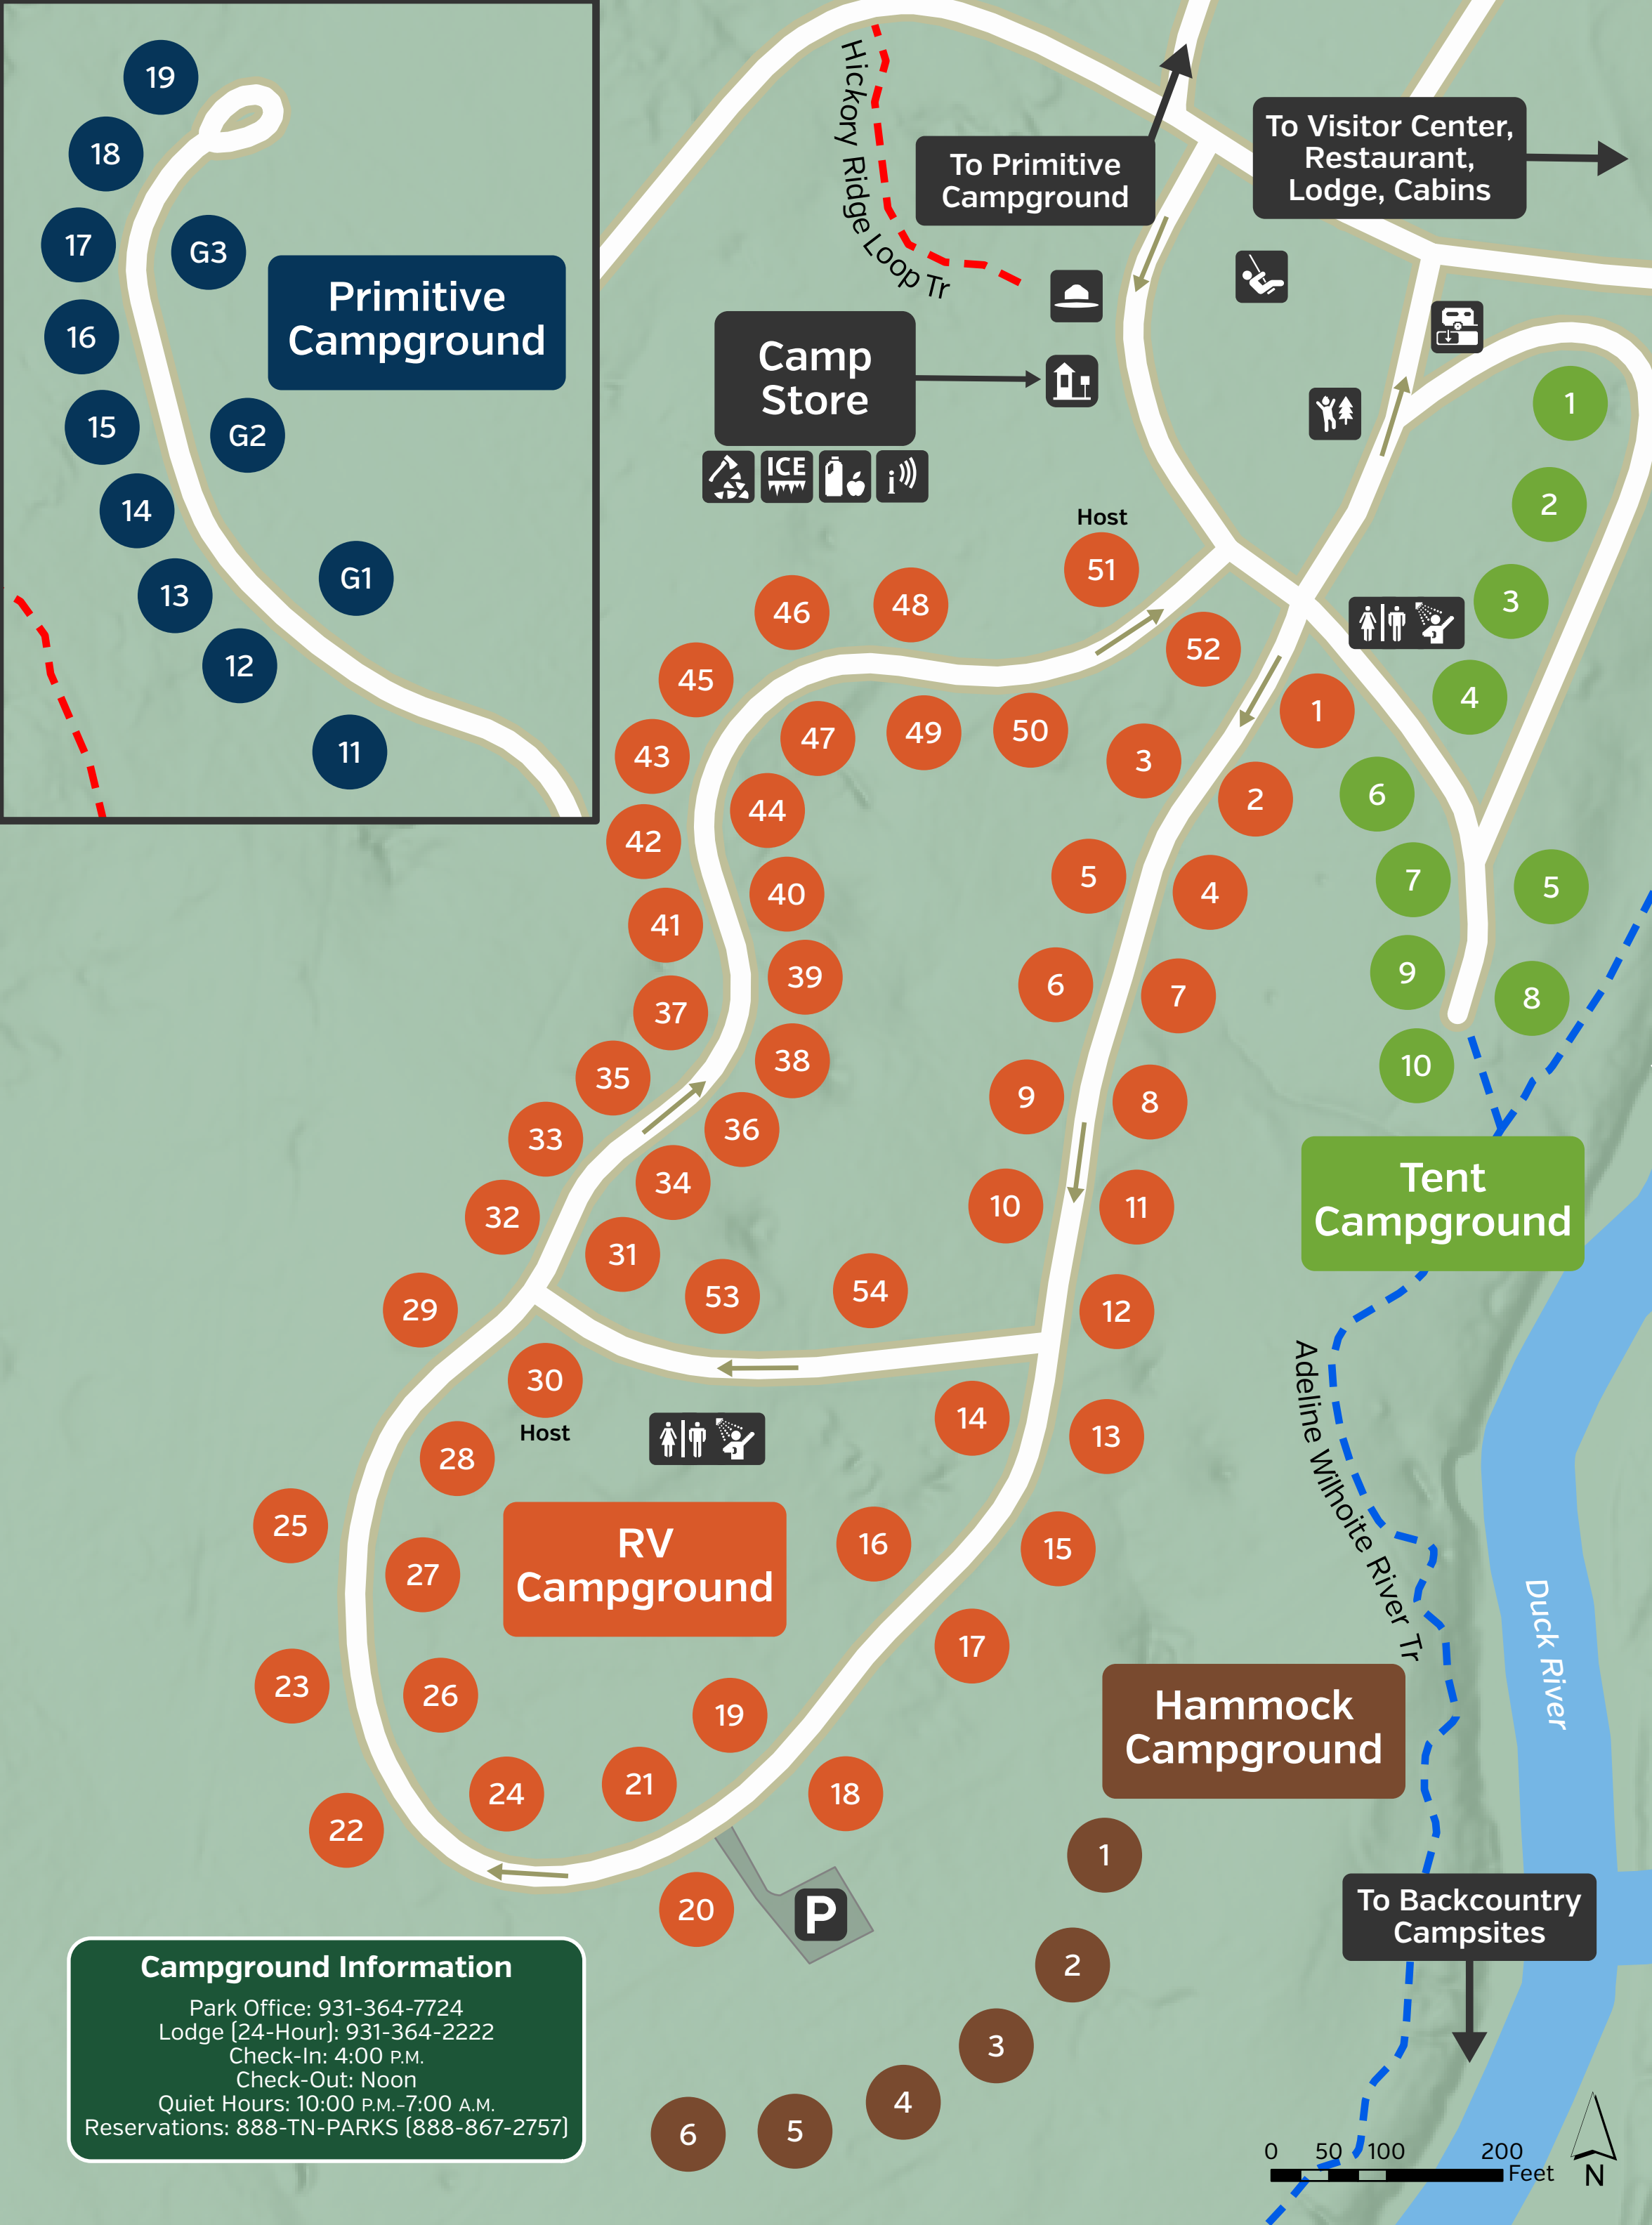 19
18
17
G3
16
Primitive
Campground
15
G2
14
13
G1
12
11
Hickory Ridge Loop Tr
To Primitive
Campground
To Visitor Center,
Restaurant,
Lodge, Cabins
Camp
Store
ICE
i
Host
51
46
48
52
45
47
49
50
43
44
42
40
41
39
37
38
35
36
33
34
32
31
53
54
29
30
Host
28
25
27
RV
Campground
23
26
24
21
19
22
20
18
P
1
3
2
5
4
6
7
9
8
10
11
12
14
13
16
15
17
1
2
3
4
6
7
5
9
8
10
Tent
Campground
Adeline Wilhoite River Tr
Duck River
Hammock
Campground
1
2
3
4
5
6
To Backcountry
Campsites
Campground Information
Park Office: 931-364-7724
Lodge (24-Hour): 931-364-2222
Check-In: 4:00 P.M.
Check-Out: Noon
Quiet Hours: 10:00 P.M.–7:00 A.M.
Reservations: 888-TN-PARKS (888-867-2757)
0 50 100 200
Feet
N